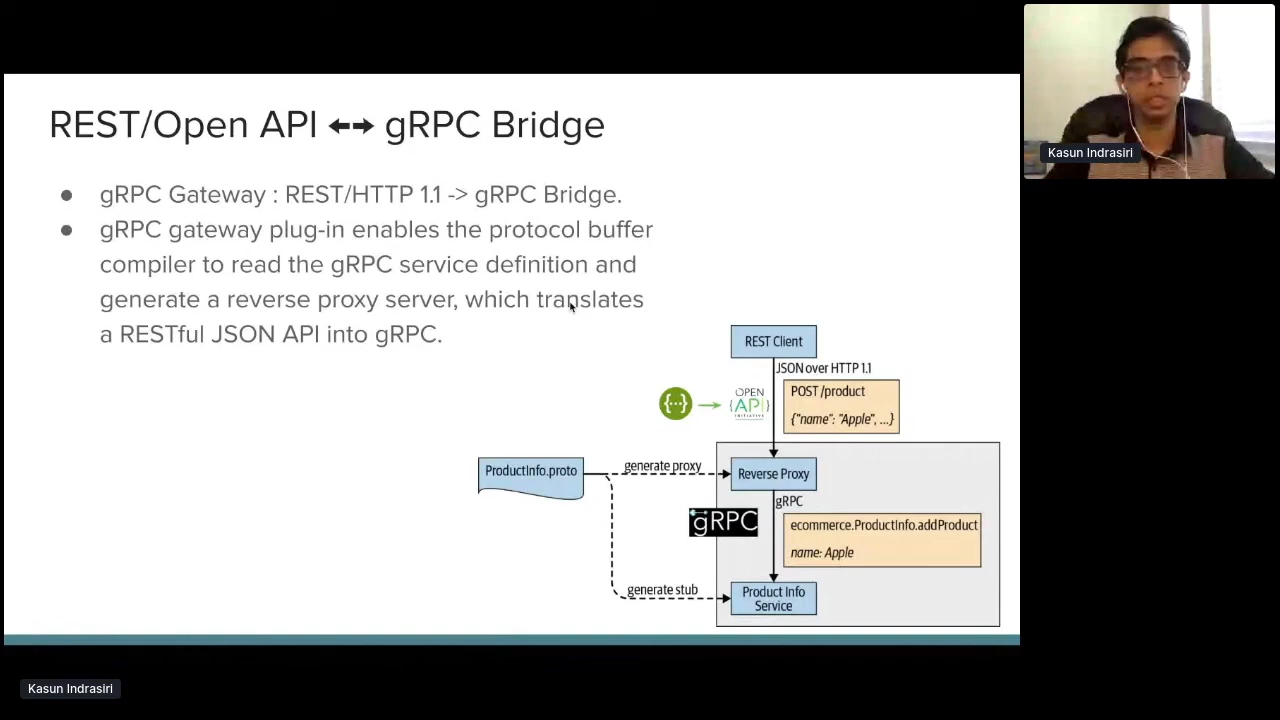 REST/Open API ↔ gRPC Bridge
● gRPC Gateway : REST/HTTP 1.1 -> gRPC Bridge.
● gRPC gateway plug-in enables the protocol buffer
compiler to read the gRPC service definition and
generate a reverse proxy server, which translates
a RESTful JSON API into gRPC.
REST Client
JSON over HTTP 1.1
POST /product
{"name": "Apple", ...}
{...}
OPEN
{API}
INITIATIVE
ProductInfo.proto
generate proxy
Reverse Proxy
gRPC
gRPC
ecommerce.ProductInfo.addProduct
name: Apple
generate stub
Product Info
Service
Kasun Indrasiri
Kasun Indrasiri